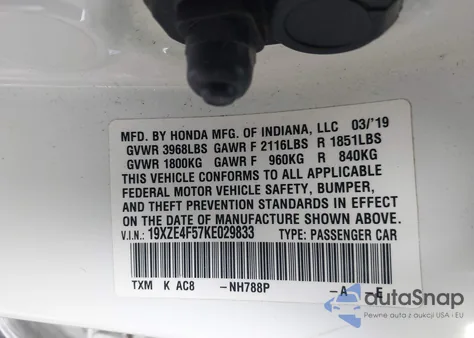 MFD. BY HONDA MFG. OF INDIANA, LLC 03/'19
GVWR 3968LBS GAWR F 2116LBS R 1851LBS
GVWR 1800KG GAWR F 960KG R 840KG
THIS VEHICLE CONFORMS TO ALL APPLICABLE
FEDERAL MOTOR VEHICLE SAFETY, BUMPER,
AND THEFT PREVENTION STANDARDS IN EFFECT
ON THE DATE OF MANUFACTURE SHOWN ABOVE.
V.I.N.: 19XZE4F57KE029833 TYPE: PASSENGER CAR
TXM K AC8 -NH788P -A E
autoSnap
Pewne auta z aukcji USA i EU